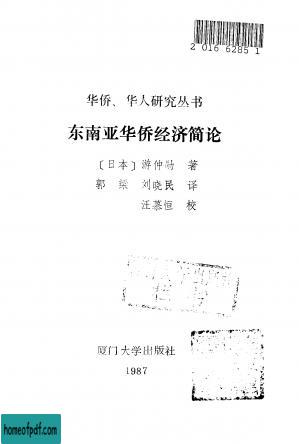 2 016 6285 1
华侨、华人研究丛书
东南亚华侨经济简论
〔日本〕游仲勋 著
郭梁 刘晓民 译
汪慕恒 校
厦门大学出版社
1987
homeofpdf.com